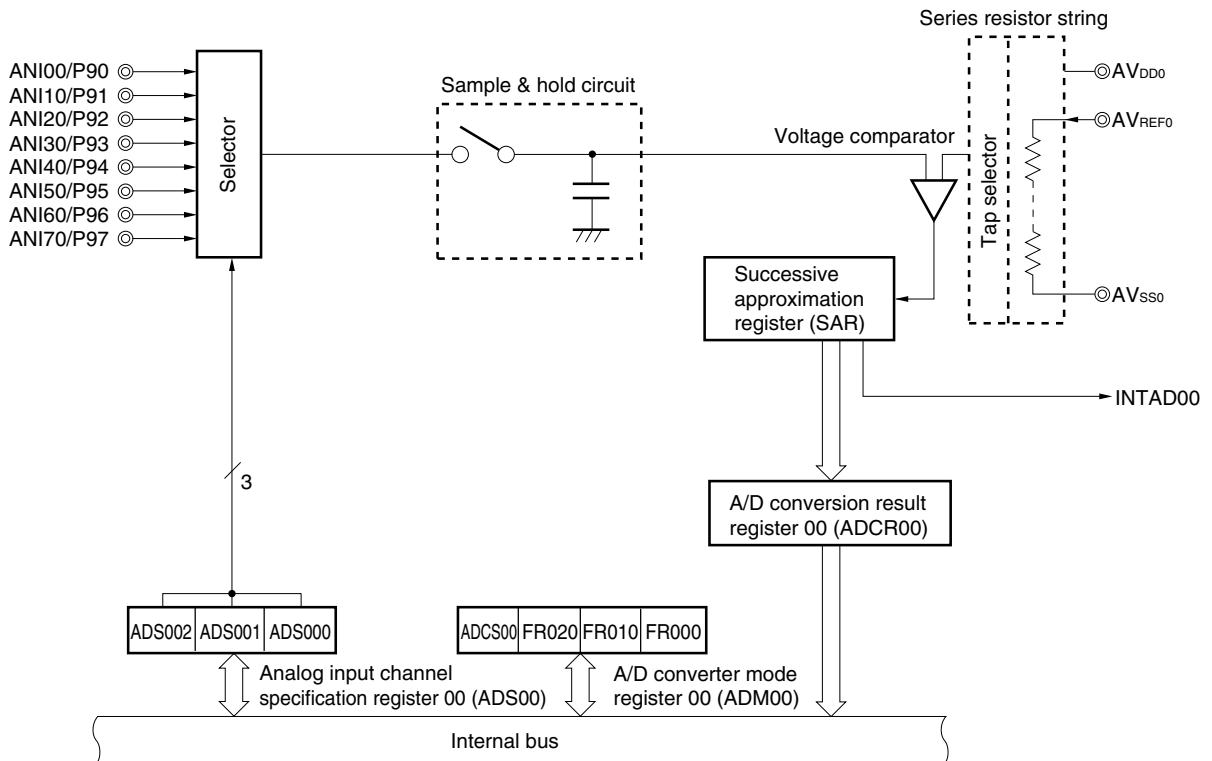 Series resistor string
ANI00/P90
ANI10/P91
ANI20/P92
ANI30/P93
ANI40/P94
ANI50/P95
ANI60/P96
ANI70/P97
Selector
Sample & hold circuit
Voltage comparator
Tap selector
AVDD0
AVREF0
AVSS0
Successive
approximation
register (SAR)
INTAD00
3
A/D conversion result
register 00 (ADCR00)
ADS002 ADS001 ADS000
ADCS00 FR020 FR010 FR000
Analog input channel
specification register 00 (ADS00)
A/D converter mode
register 00 (ADM00)
Internal bus